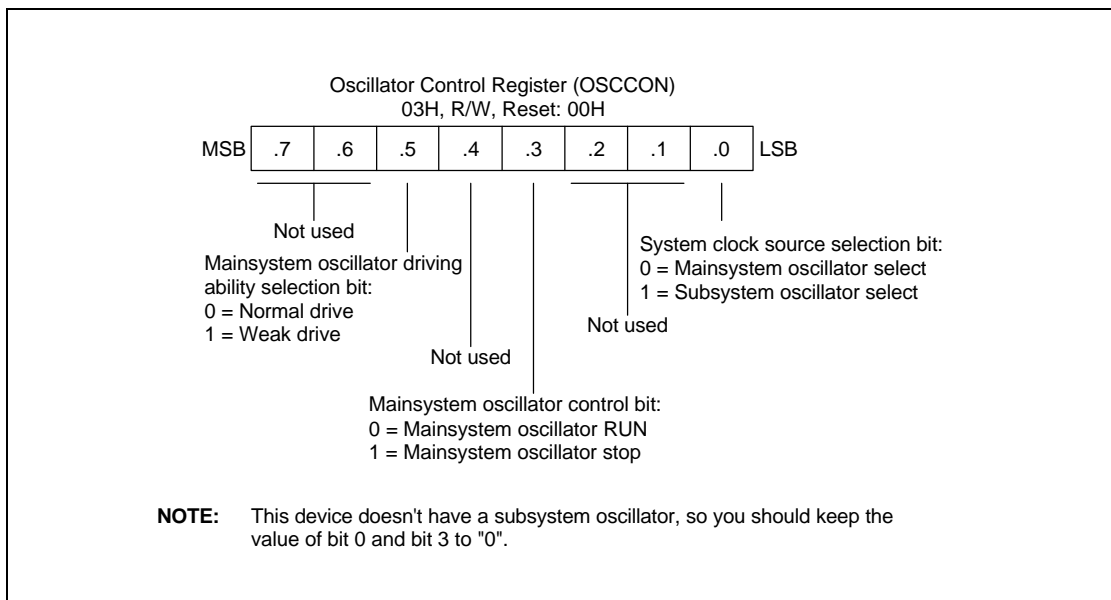 Oscillator Control Register (OSCCON)
03H, R/W, Reset: 00H
MSB .7 .6 .5 .4 .3 .2 .1 .0 LSB
Not used
Mainsystem oscillator driving
ability selection bit:
0 = Normal drive
1 = Weak drive
Not used
Mainsystem oscillator control bit:
0 = Mainsystem oscillator RUN
1 = Mainsystem oscillator stop
Not used
System clock source selection bit:
0 = Mainsystem oscillator select
1 = Subsystem oscillator select
NOTE: This device doesn't have a subsystem oscillator, so you should keep the
value of bit 0 and bit 3 to "0".